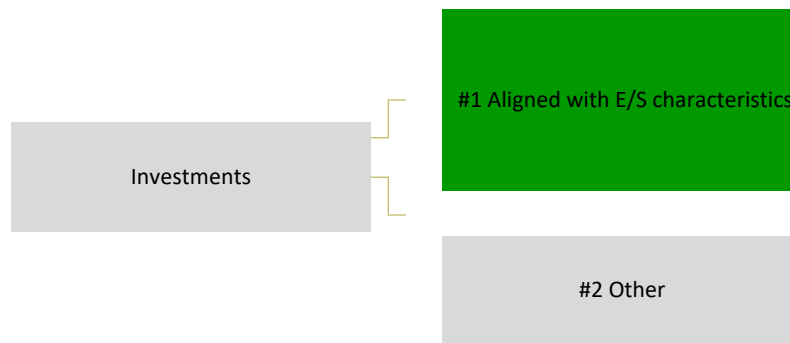 #1 Aligned with E/S characteristics
Investments
#2 Other